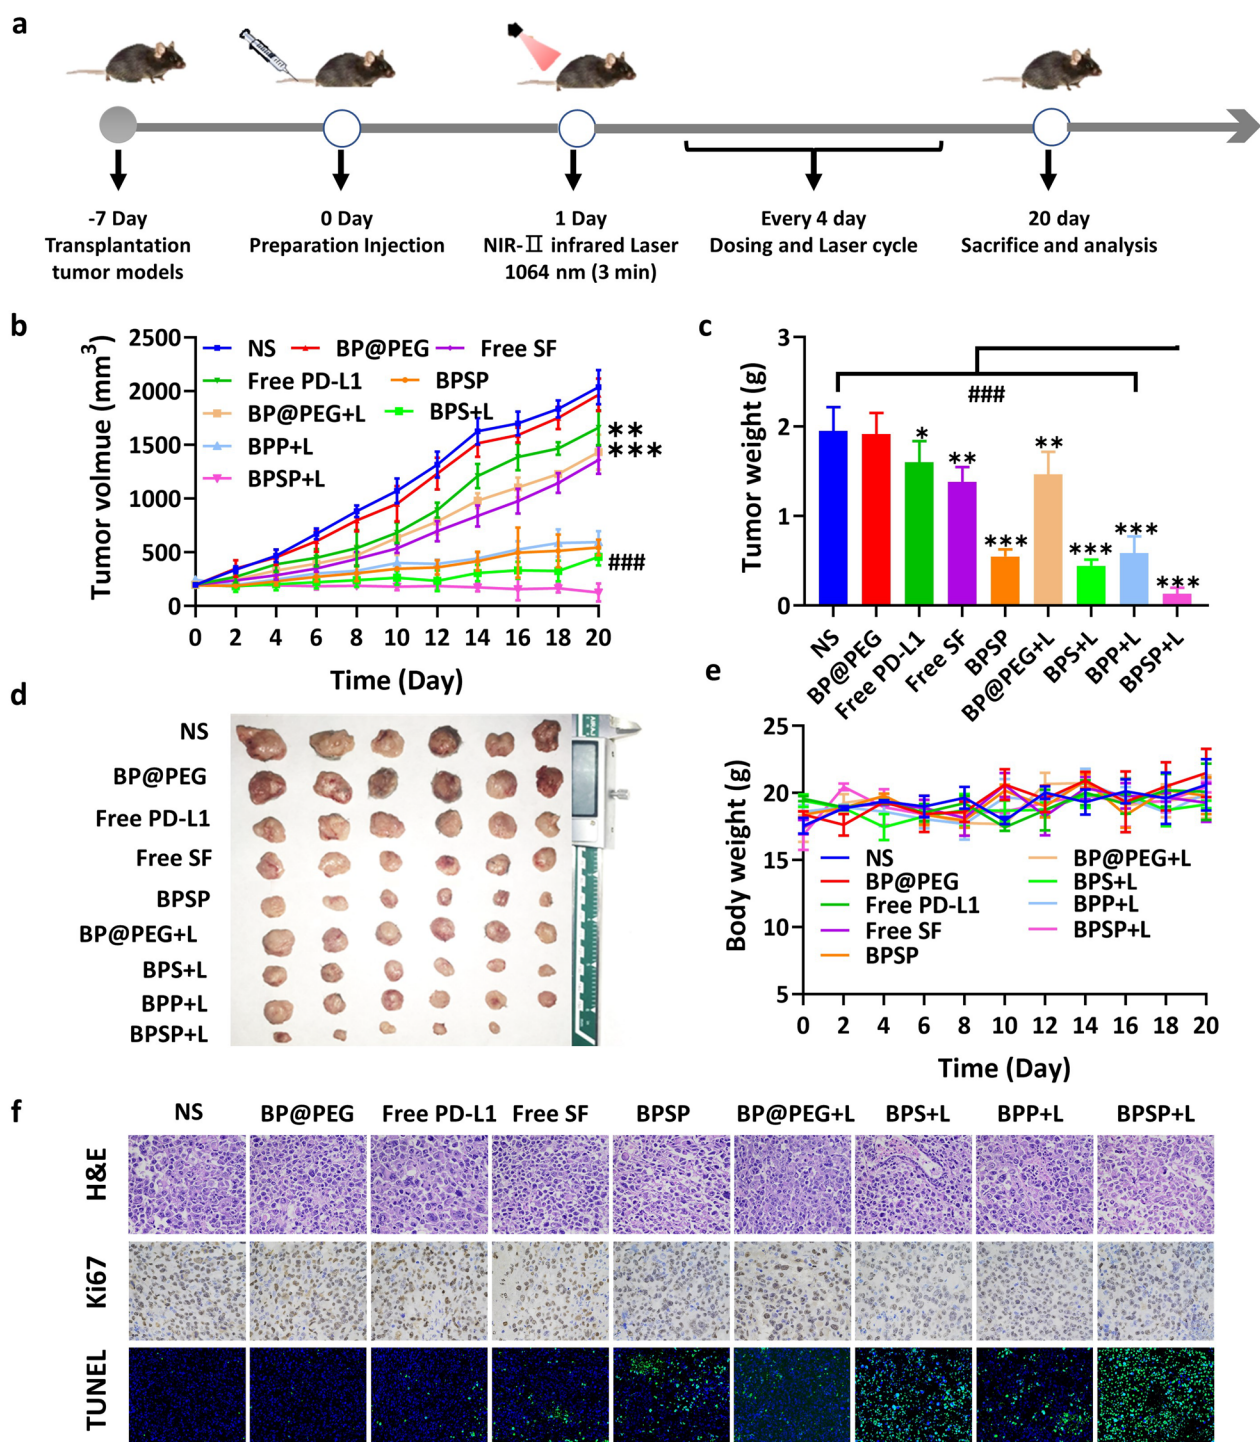 a
-7 Day
Transplantation
tumor models
0 Day
Preparation Injection
1 Day
NIR-Ⅱ infrared Laser
1064 nm (3 min)
Every 4 day
Dosing and Laser cycle
20 day
Sacrifice and analysis
b
Tumor volmue (mm³)
2500
2000
1500
1000
500
0
NS
BP@PEG
Free SF
Free PD-L1
BPSP
BP@PEG+L
BPS+L
BPP+L
BPSP+L
**
***
###
0 2 4 6 8 10 12 14 16 18 20
Time (Day)
c
Tumor weight (g)
3
2
1
0
###
* ** *** ** *** *** ***
NS
BP@PEG
Free PD-L1
Free SF
BPSP
BP@PEG+L
BPS+L
BPP+L
BPSP+L
d
NS
BP@PEG
Free PD-L1
Free SF
BPSP
BP@PEG+L
BPS+L
BPP+L
BPSP+L
e
Body weight (g)
25
20
15
10
5
NS
BP@PEG
Free PD-L1
Free SF
BPSP
BP@PEG+L
BPS+L
BPP+L
BPSP+L
0 2 4 6 8 10 12 14 16 18 20
Time (Day)
f
NS BP@PEG Free PD-L1 Free SF BPSP BP@PEG+L BPS+L BPP+L BPSP+L
H&E
Ki67
TUNEL